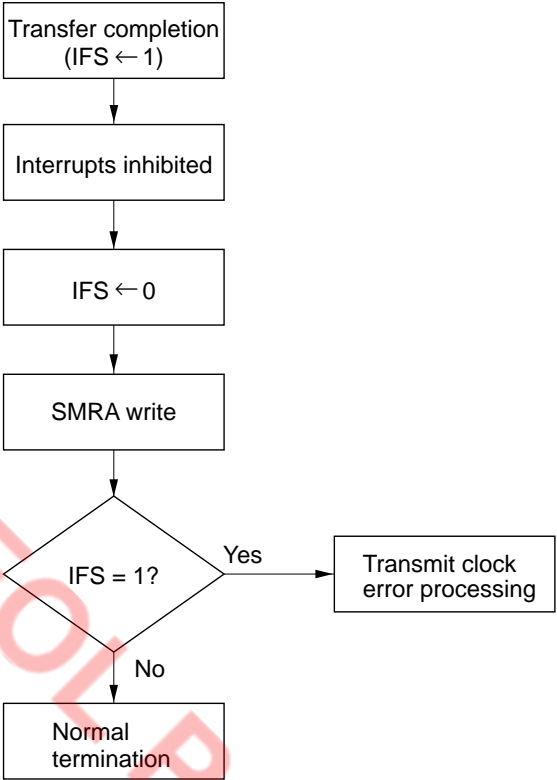 Transfer completion
(IFS ← 1)
Interrupts inhibited
IFS ← 0
SMRA write
IFS = 1?
Yes
Transmit clock
error processing
No
Normal
termination